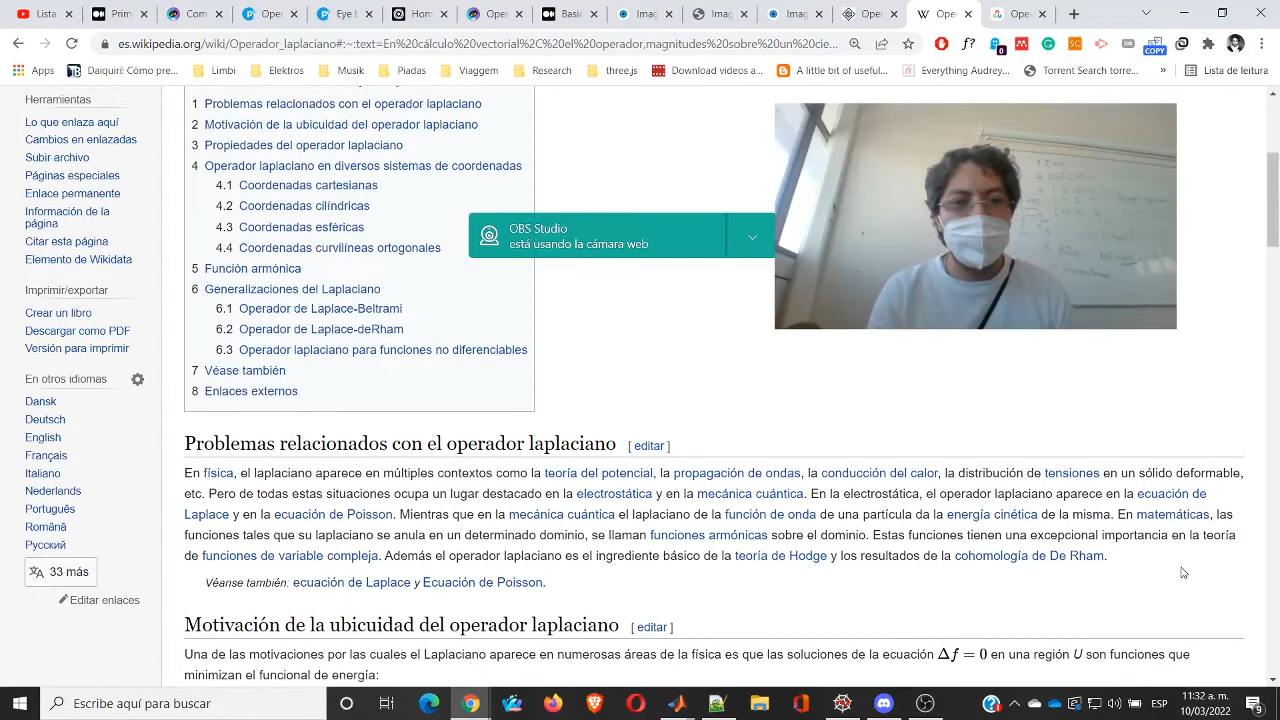 Lista
Prim
Com
Oper
Eye b
Hom
Oper
Basic
Imag
Imag
Imag
Oper
Oper
Oper
es.wikipedia.org/wiki/Operador_laplaciano#:~:text=En%20cálculo%20vectorial%2C%20el%20operador,magnitudes%20sobre%20un%20cie...
f?
0
SC
COPY
Apps
Daiquirí: Cómo pre...
Limbi
Elektros
Musik
Piadas
Viaggem
Research
three.js
Download videos a...
A little bit of useful...
Everything Audrey...
Torrent Search torre...
»
Lista de leitura
Herramientas
Lo que enlaza aquí
Cambios en enlazadas
Subir archivo
Páginas especiales
Enlace permanente
Información de la
página
Citar esta página
Elemento de Wikidata
Imprimir/exportar
Crear un libro
Descargar como PDF
Versión para imprimir
En otros idiomas
Dansk
Deutsch
English
Français
Italiano
Nederlands
Português
Română
Русский
33 más
Editar enlaces
1 Problemas relacionados con el operador laplaciano
2 Motivación de la ubicuidad del operador laplaciano
3 Propiedades del operador laplaciano
4 Operador laplaciano en diversos sistemas de coordenadas
4.1 Coordenadas cartesianas
4.2 Coordenadas cilíndricas
4.3 Coordenadas esféricas
4.4 Coordenadas curvilíneas ortogonales
5 Función armónica
6 Generalizaciones del Laplaciano
6.1 Operador de Laplace-Beltrami
6.2 Operador de Laplace-deRham
6.3 Operador laplaciano para funciones no diferenciables
7 Véase también
8 Enlaces externos
OBS Studio
está usando la cámara web
Problemas relacionados con el operador laplaciano [ editar ]
En física, el laplaciano aparece en múltiples contextos como la teoría del potencial, la propagación de ondas, la conducción del calor, la distribución de tensiones en un sólido deformable,
etc. Pero de todas estas situaciones ocupa un lugar destacado en la electrostática y en la mecánica cuántica. En la electrostática, el operador laplaciano aparece en la ecuación de
Laplace y en la ecuación de Poisson. Mientras que en la mecánica cuántica el laplaciano de la función de onda de una partícula da la energía cinética de la misma. En matemáticas, las
funciones tales que su laplaciano se anula en un determinado dominio, se llaman funciones armónicas sobre el dominio. Estas funciones tienen una excepcional importancia en la teoría
de funciones de variable compleja. Además el operador laplaciano es el ingrediente básico de la teoría de Hodge y los resultados de la cohomología de De Rham.
Véanse también: ecuación de Laplace y Ecuación de Poisson.
Motivación de la ubicuidad del operador laplaciano [ editar ]
Una de las motivaciones por las cuales el Laplaciano aparece en numerosas áreas de la física es que las soluciones de la ecuación Δf = 0 en una región U son funciones que
minimizan el funcional de energía:
Escribe aquí para buscar
ESP
11:32 a. m.
10/03/2022